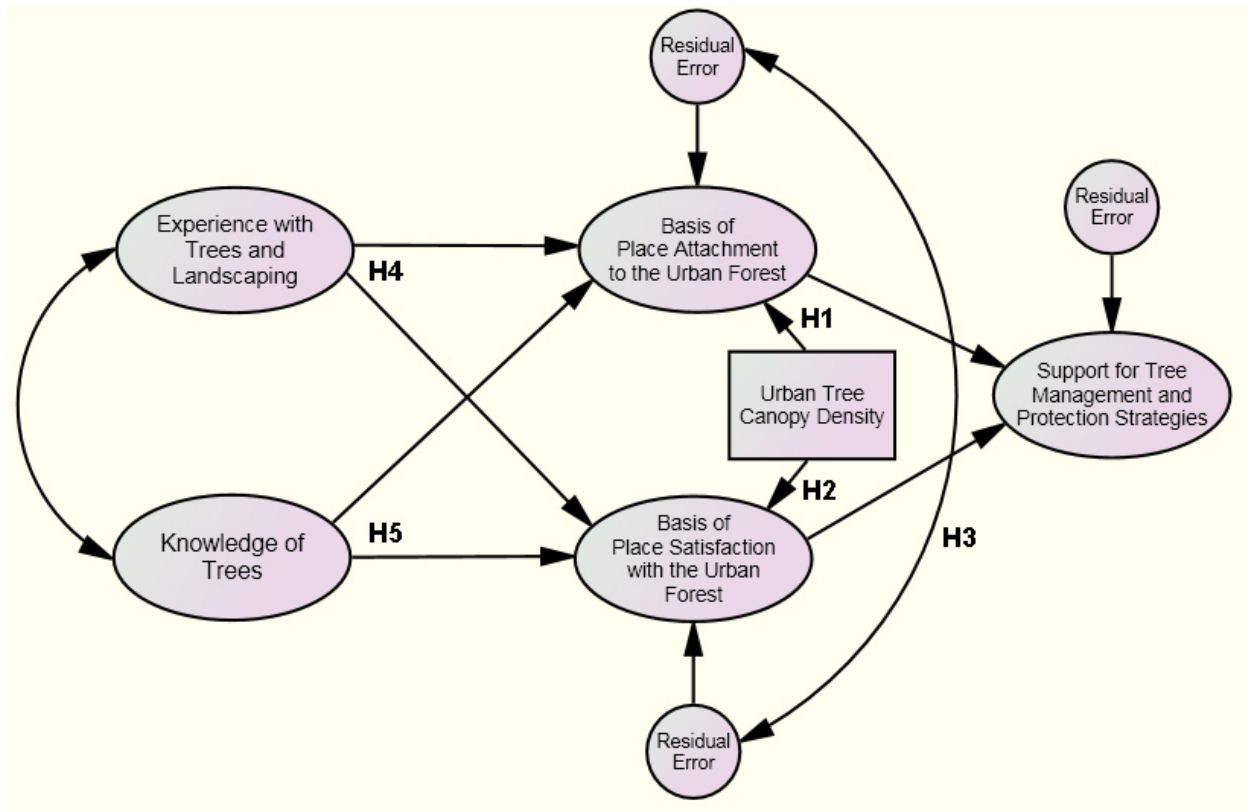 Residual
Error
Residual
Error
Experience with
Trees and
Landscaping
H4
Basis of
Place Attachment
to the Urban Forest
H1
Urban Tree
Canopy Density
Support for Tree
Management and
Protection Strategies
H2
Knowledge of
Trees
H5
Basis of
Place Satisfaction
with the Urban
Forest
H3
Residual
Error